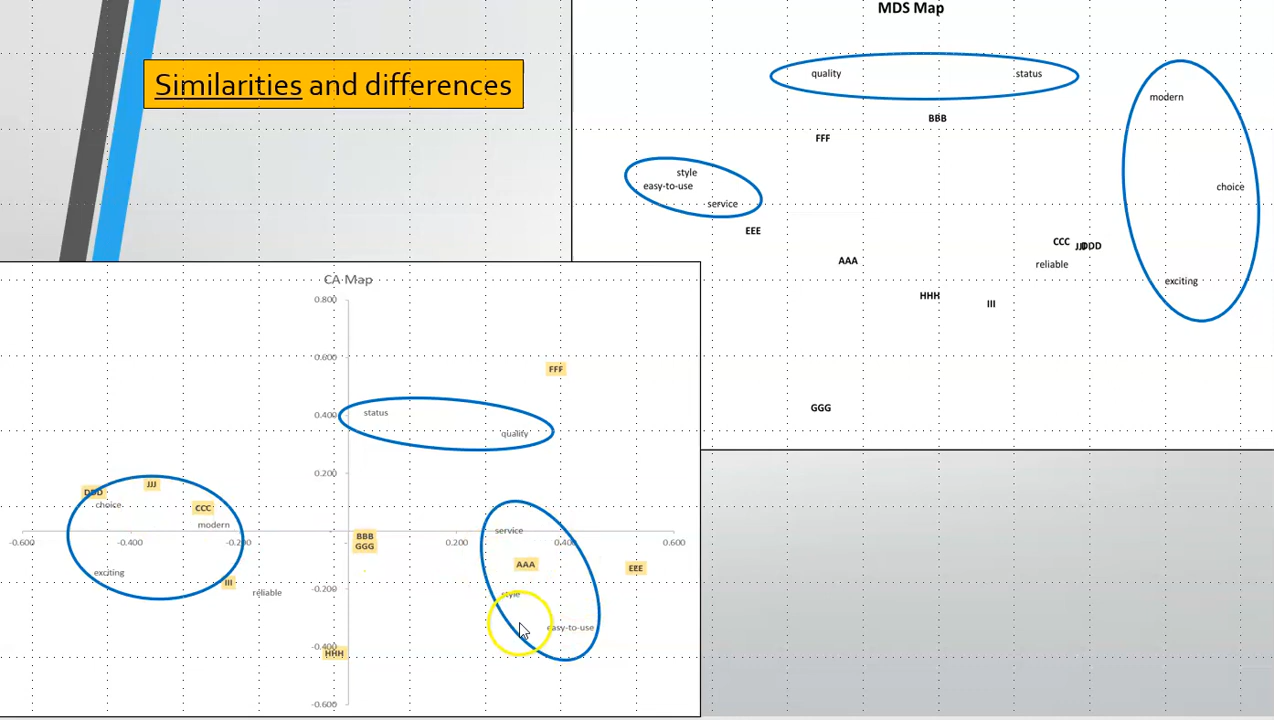 MDS Map
Similarities and differences
quality
status
modern
BBB
FFF
style
easy-to-use
choice
service
EEE
CCC
DDD
AAA
reliable
exciting
HHH
III
GGG
CA Map
0.800
0.600
FFF
0.400
status
quality
0.200
JJJ
DDD
choice
CCC
modern
service
-0.600
-0.400
-0.200
BBB
GGG
0.200
0.400
0.600
AAA
EEE
exciting
III
reliable
-0.200
style
easy-to-use
-0.400
HHH
-0.600